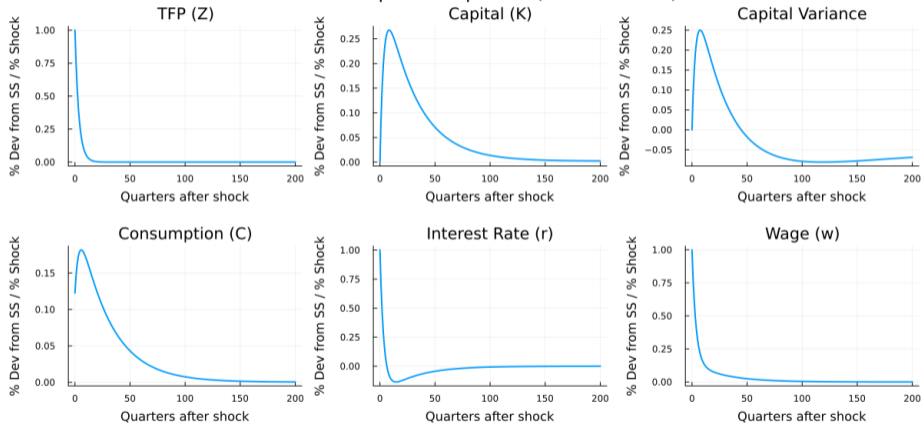 TFP (Z)
Capital (K)
Capital Variance
% Dev from SS / % Shock
1.00
0.75
0.50
0.25
0.00
0 50 100 150 200
Quarters after shock
% Dev from SS / % Shock
0.25
0.20
0.15
0.10
0.05
0.00
0 50 100 150 200
Quarters after shock
% Dev from SS / % Shock
0.25
0.20
0.15
0.10
0.05
0.00
−0.05
0 50 100 150 200
Quarters after shock
Consumption (C)
Interest Rate (r)
Wage (w)
% Dev from SS / % Shock
0.15
0.10
0.05
0.00
0 50 100 150 200
Quarters after shock
% Dev from SS / % Shock
1.00
0.75
0.50
0.25
0.00
0 50 100 150 200
Quarters after shock
% Dev from SS / % Shock
1.00
0.75
0.50
0.25
0.00
0 50 100 150 200
Quarters after shock